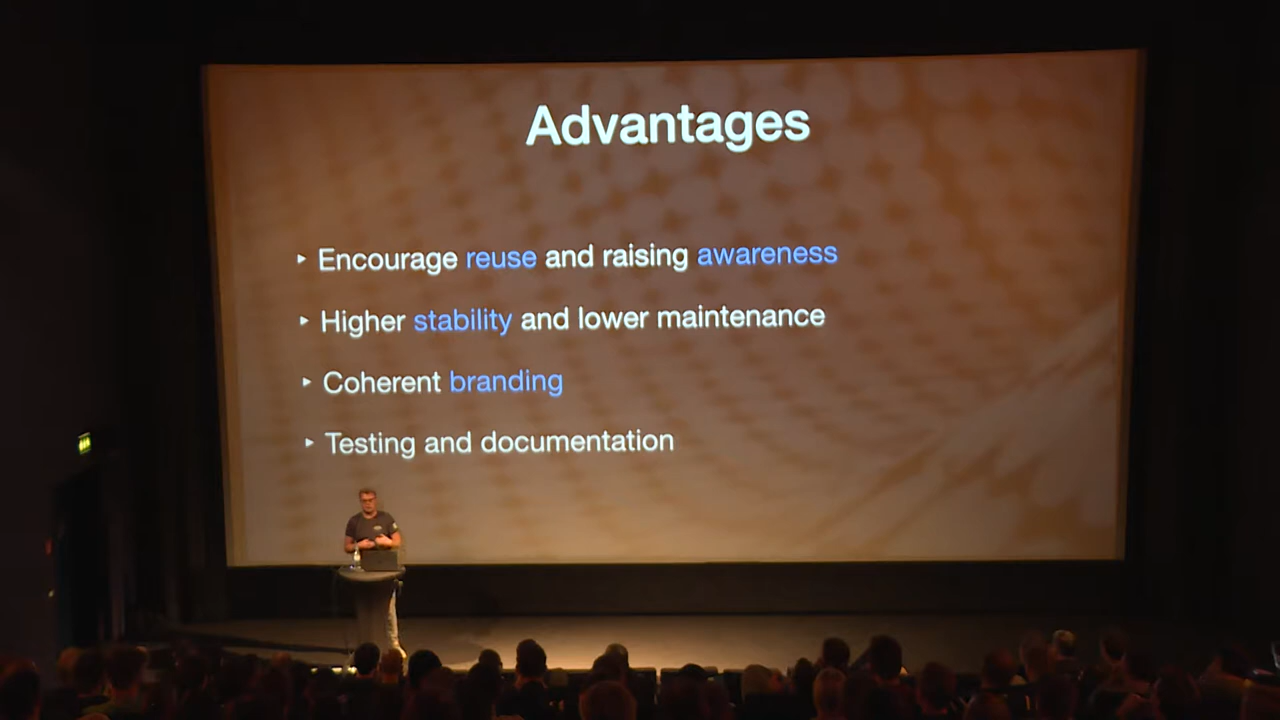 Advantages
‣ Encourage reuse and raising awareness
‣ Higher stability and lower maintenance
‣ Coherent branding
‣ Testing and documentation